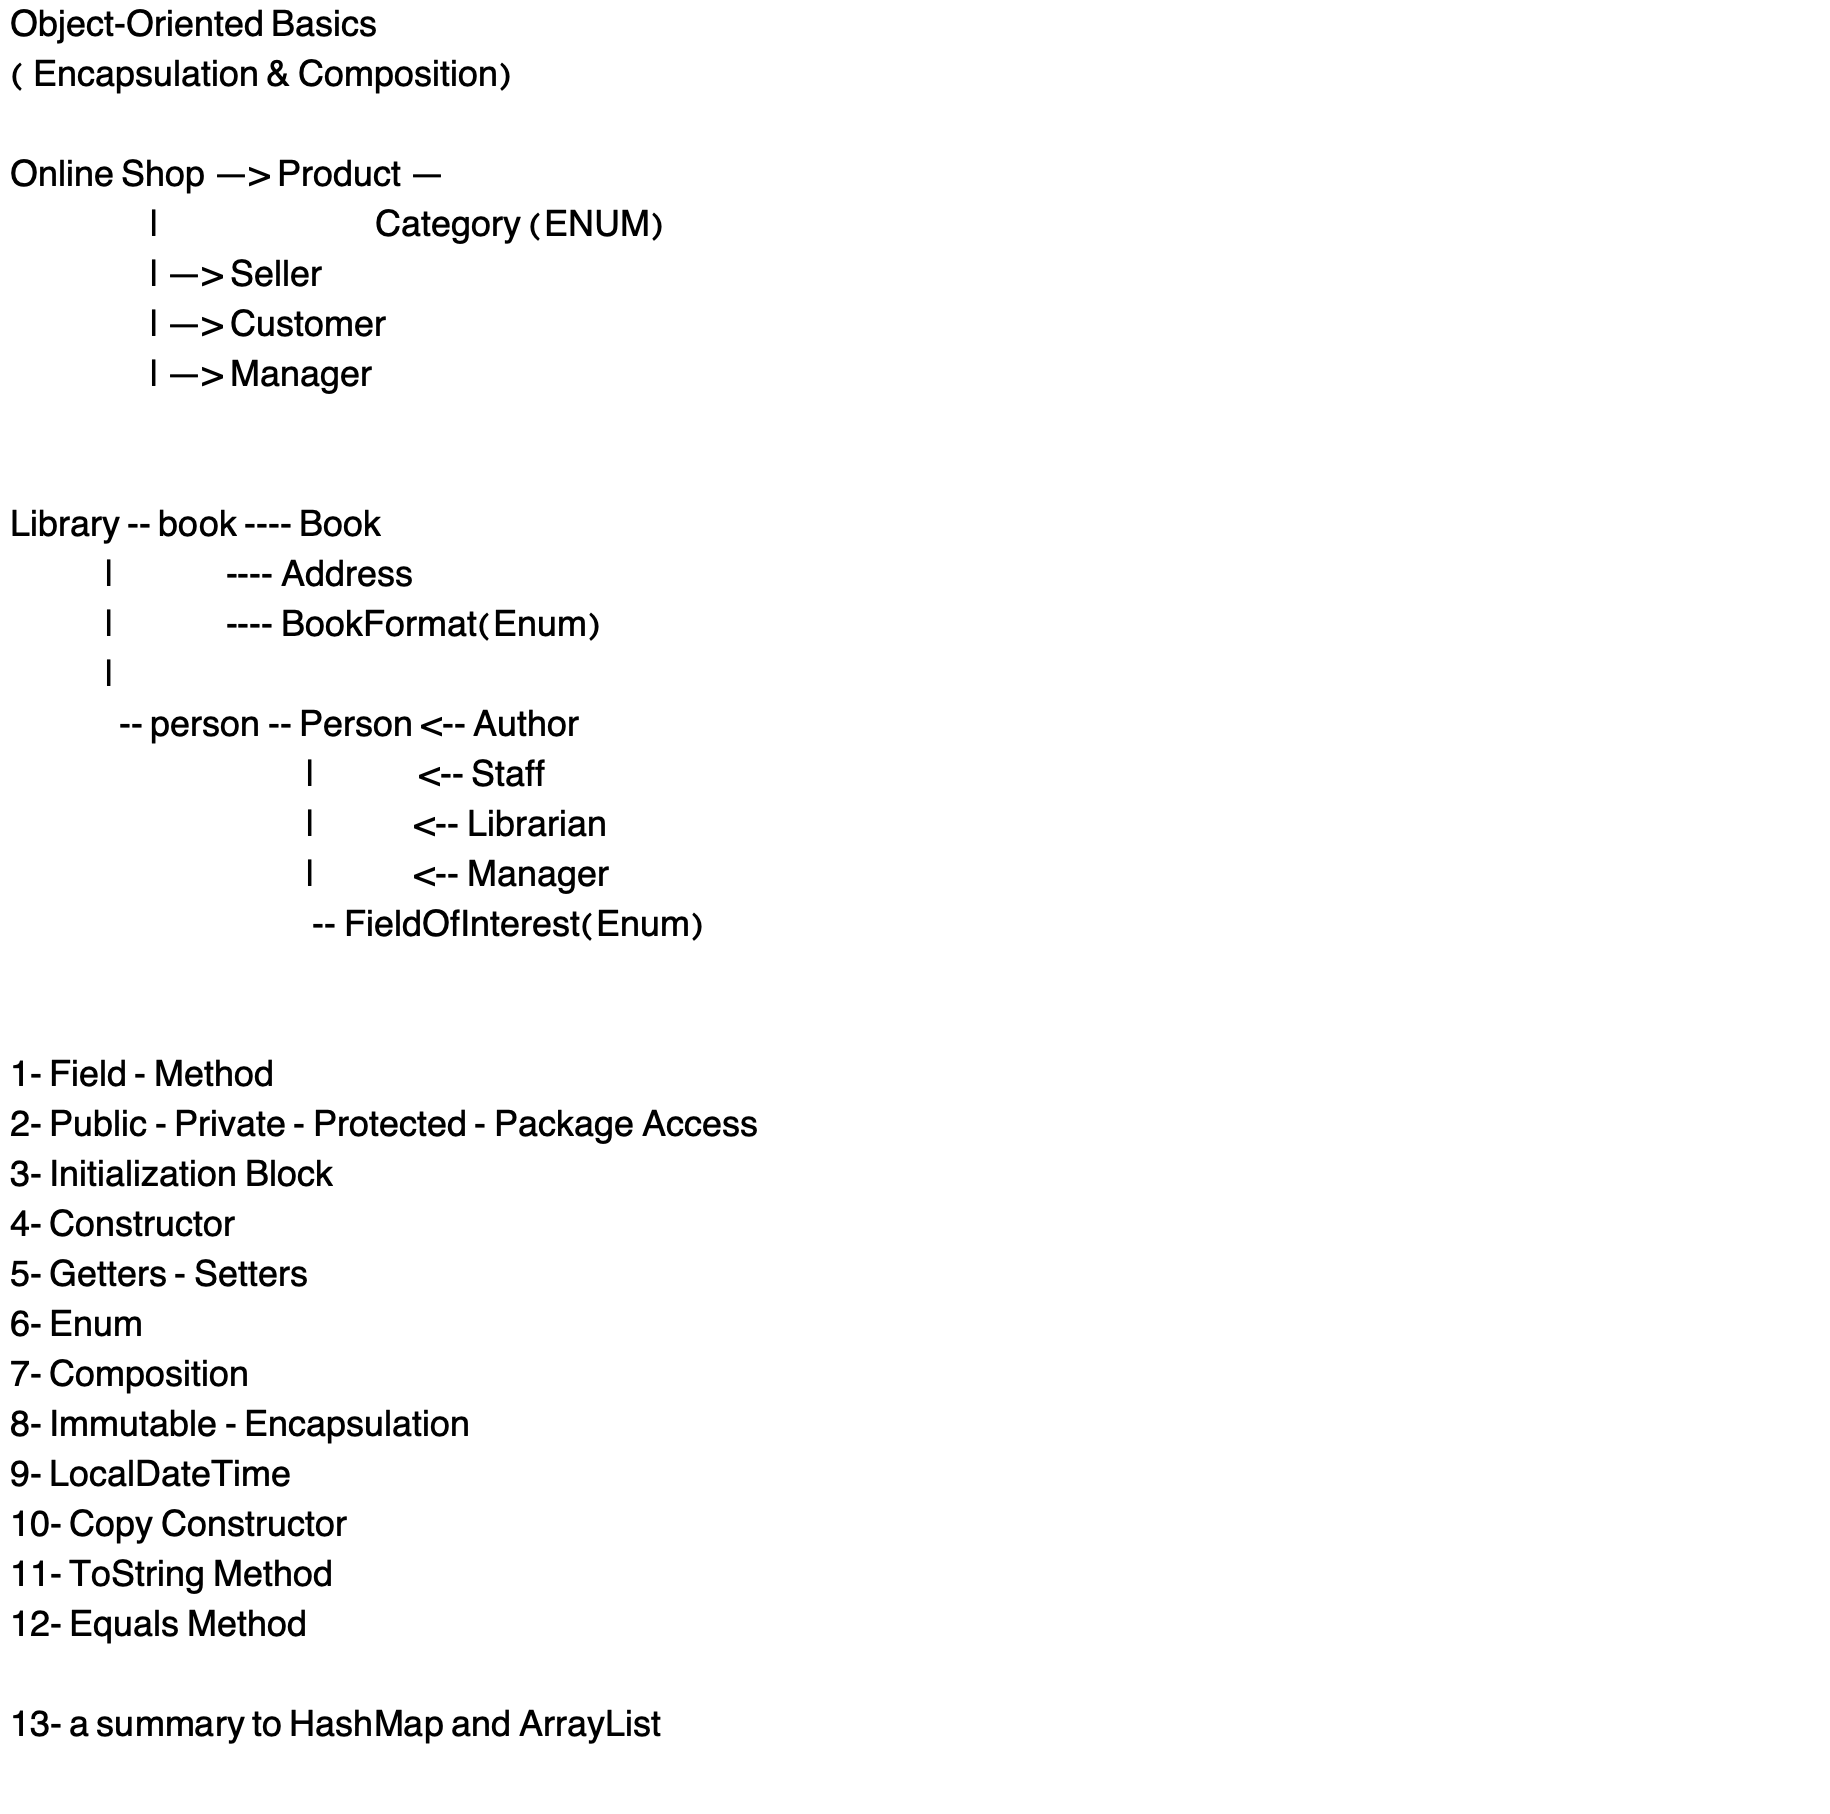 Object-Oriented Basics
( Encapsulation & Composition)
Online Shop —> Product —
| Category (ENUM)
| —> Seller
| —> Customer
| —> Manager
Library -- book ---- Book
| ---- Address
| ---- BookFormat(Enum)
|
-- person -- Person <-- Author
| <-- Staff
| <-- Librarian
| <-- Manager
-- FieldOfInterest(Enum)
1- Field - Method
2- Public - Private - Protected - Package Access
3- Initialization Block
4- Constructor
5- Getters - Setters
6- Enum
7- Composition
8- Immutable - Encapsulation
9- LocalDateTime
10- Copy Constructor
11- ToString Method
12- Equals Method
13- a summary to HashMap and ArrayList